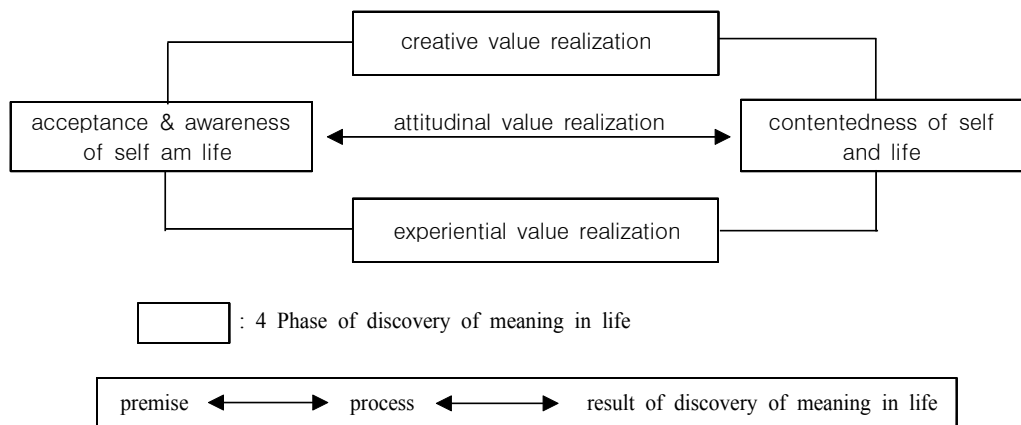 creative value realization
acceptance & awareness
of self am life
attitudinal value realization
contentedness of self
and life
experiential value realization
: 4 Phase of discovery of meaning in life
premise process result of discovery of meaning in life